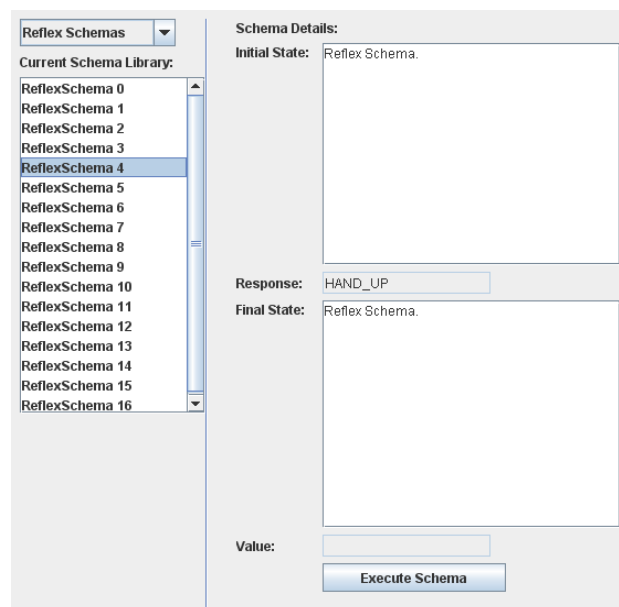 Reflex Schemas
Current Schema Library:
ReflexSchema 0
ReflexSchema 1
ReflexSchema 2
ReflexSchema 3
ReflexSchema 4
ReflexSchema 5
ReflexSchema 6
ReflexSchema 7
ReflexSchema 8
ReflexSchema 9
ReflexSchema 10
ReflexSchema 11
ReflexSchema 12
ReflexSchema 13
ReflexSchema 14
ReflexSchema 15
ReflexSchema 16
Schema Details:
Initial State: Reflex Schema.
Response: HAND_UP
Final State: Reflex Schema.
Value:
Execute Schema